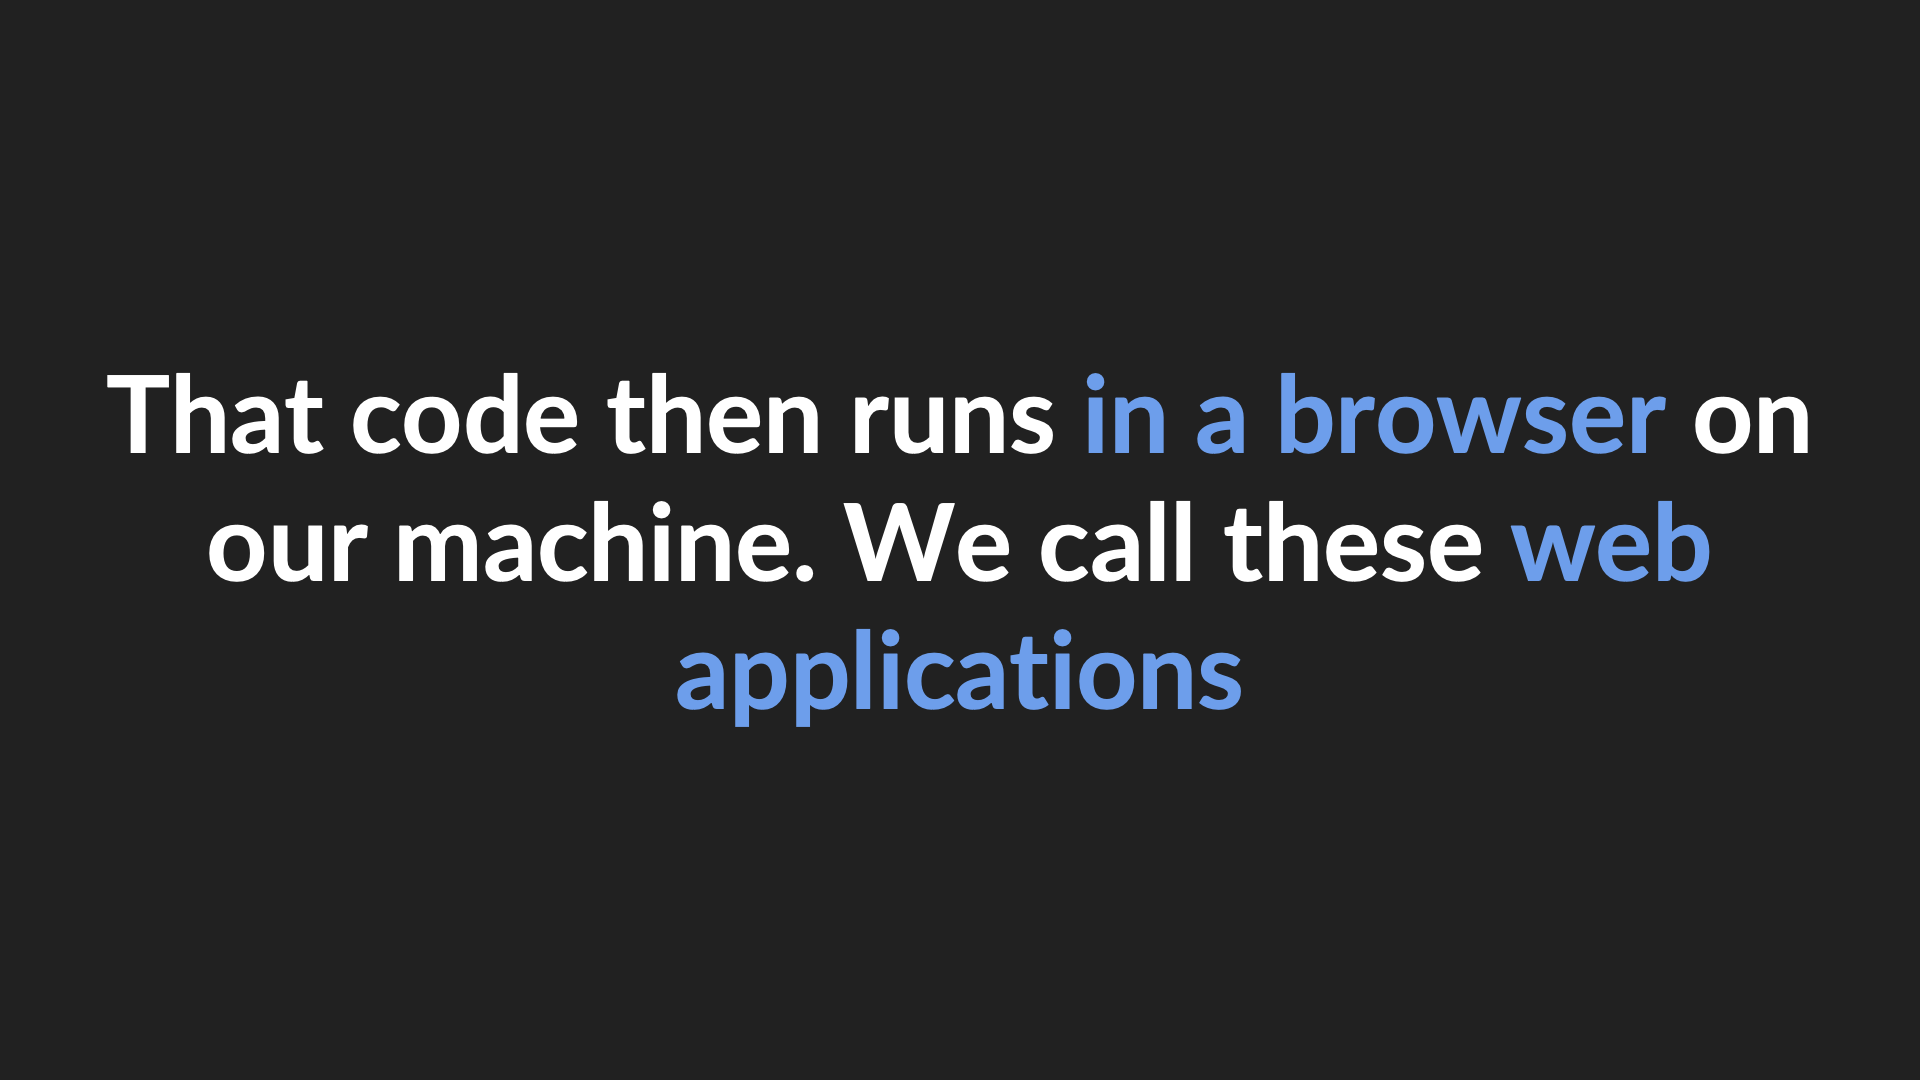 That code then runs in a browser on
our machine. We call these web
applications